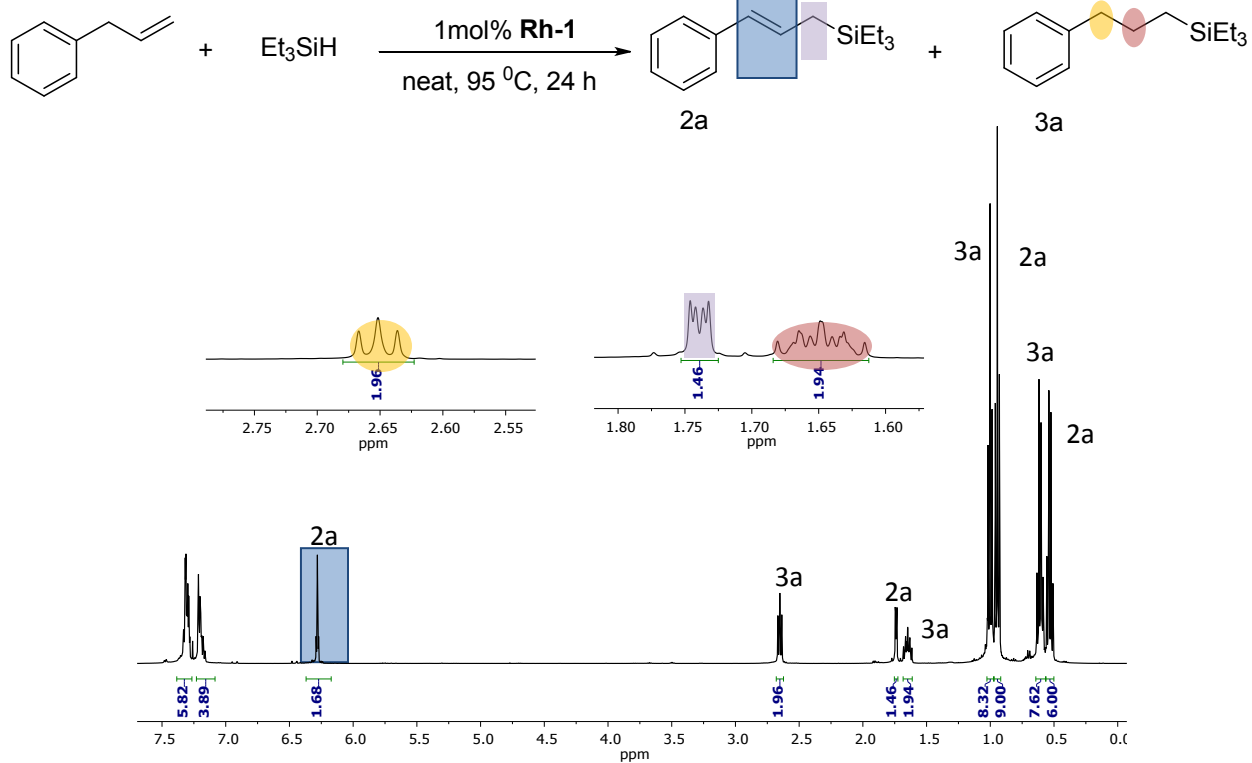 +
Et₃SiH
1mol% Rh-1
neat, 95 ⁰C, 24 h
SiEt₃
2a
+
SiEt₃
3a
3a
2a
3a
2a
1.96
2.75 2.70 2.65 2.60 2.55
ppm
1.46 1.94
1.80 1.75 1.70 1.65 1.60
ppm
2a
3a
2a
3a
5.82 3.89 1.68 1.96 1.46 1.94 8.32 9.00 7.62 6.00
7.5 7.0 6.5 6.0 5.5 5.0 4.5 4.0 3.5 3.0 2.5 2.0 1.5 1.0 0.5 0.0
ppm